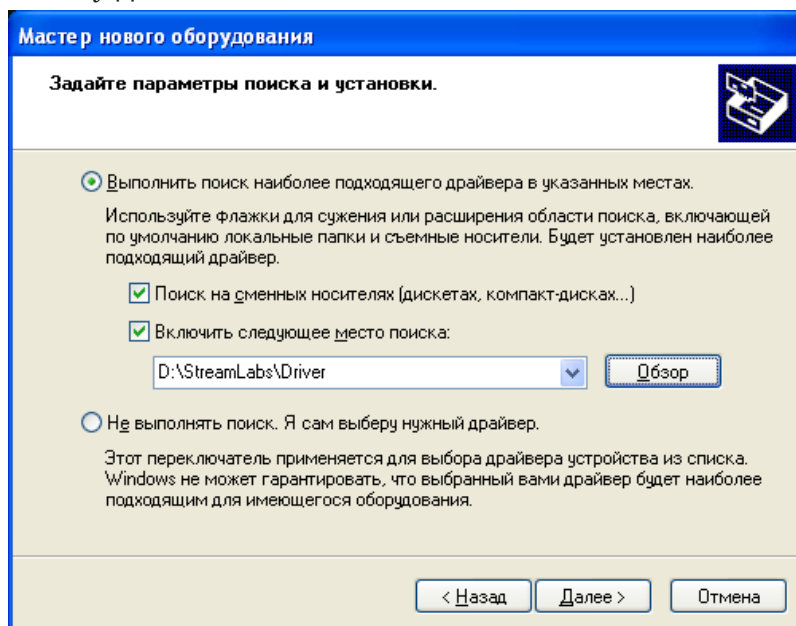 Мастер нового оборудования
Задайте параметры поиска и установки.
Выполнить поиск наиболее подходящего драйвера в указанных местах.
Используйте флажки для сужения или расширения области поиска, включающей
по умолчанию локальные папки и съемные носители. Будет установлен наиболее
подходящий драйвер.
Поиск на сменных носителях (дискетах, компакт-дисках...)
Включить следующее место поиска:
D:\StreamLabs\Driver
Обзор
Не выполнять поиск. Я сам выберу нужный драйвер.
Этот переключатель применяется для выбора драйвера устройства из списка.
Windows не может гарантировать, что выбранный вами драйвер будет наиболее
подходящим для имеющегося оборудования.
< Назад Далее > Отмена